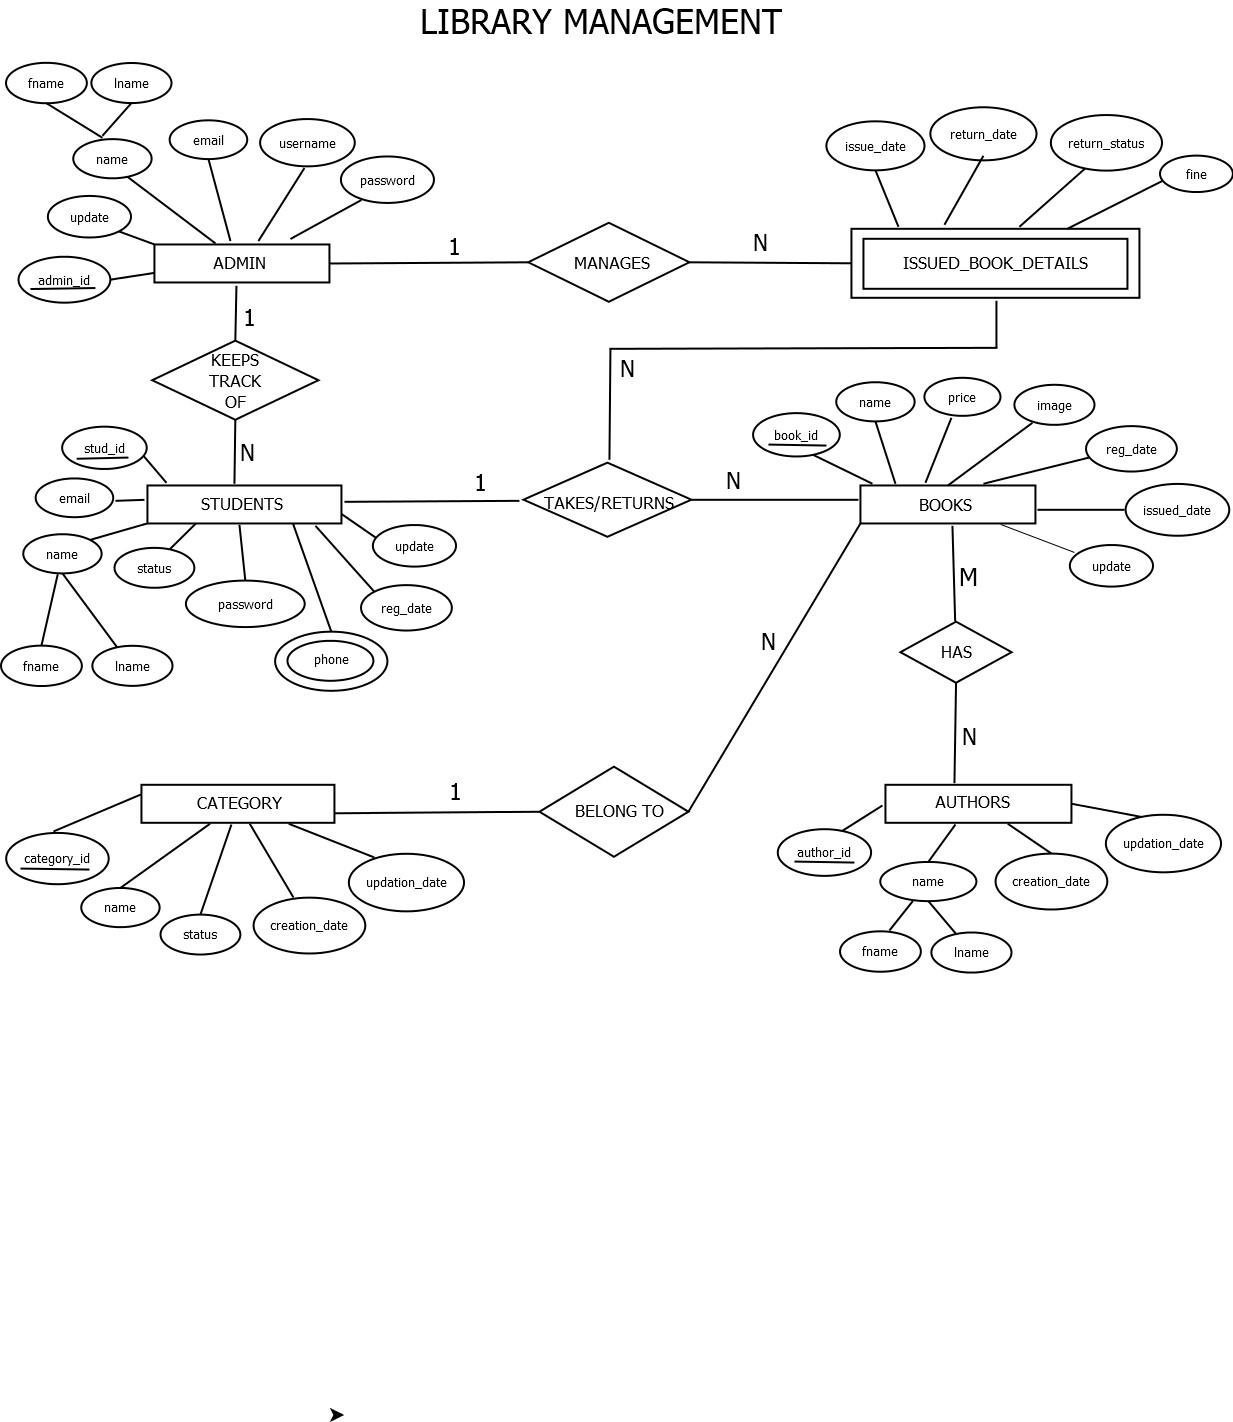 LIBRARY MANAGEMENT
fname
lname
name
email
username
password
update
admin_id
ADMIN
1
MANAGES
N
issue_date
return_date
return_status
fine
ISSUED_BOOK_DETAILS
1
KEEPS
TRACK
OF
N
N
stud_id
email
name
fname
lname
status
password
phone
reg_date
update
STUDENTS
1
TAKES/RETURNS
N
book_id
name
price
image
reg_date
issued_date
update
BOOKS
M
HAS
N
N
CATEGORY
1
BELONG TO
category_id
name
status
creation_date
updation_date
AUTHORS
author_id
name
fname
lname
creation_date
updation_date